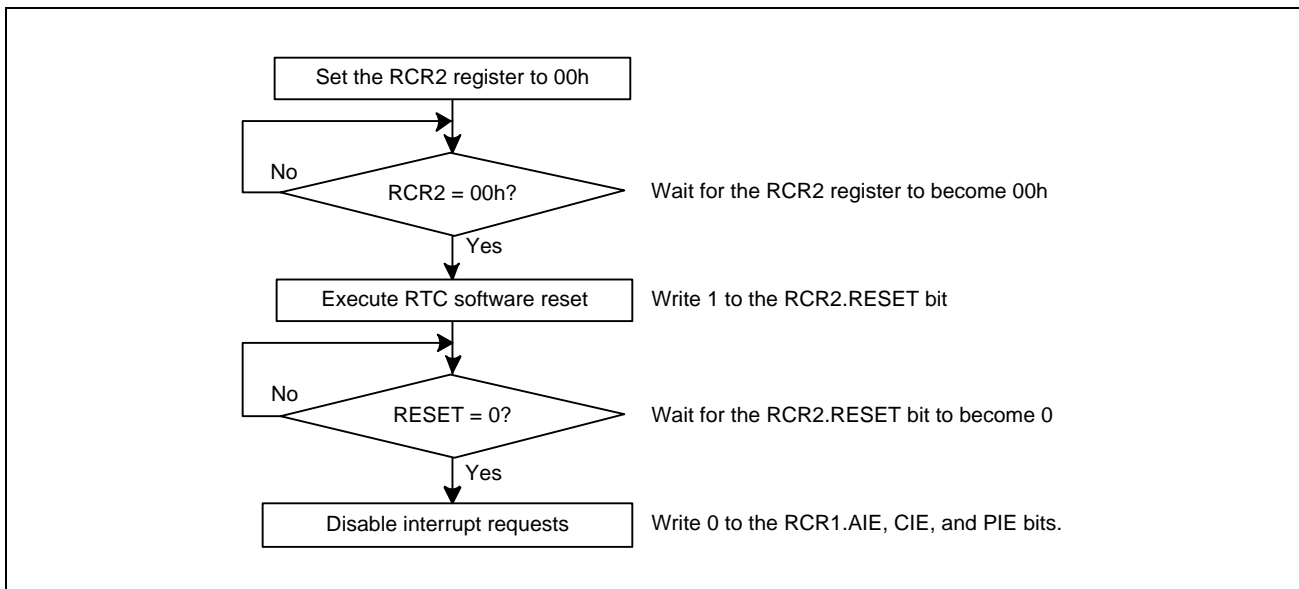 Set the RCR2 register to 00h
No
RCR2 = 00h?
Wait for the RCR2 register to become 00h
Yes
Execute RTC software reset
Write 1 to the RCR2.RESET bit
No
RESET = 0?
Wait for the RCR2.RESET bit to become 0
Yes
Disable interrupt requests
Write 0 to the RCR1.AIE, CIE, and PIE bits.